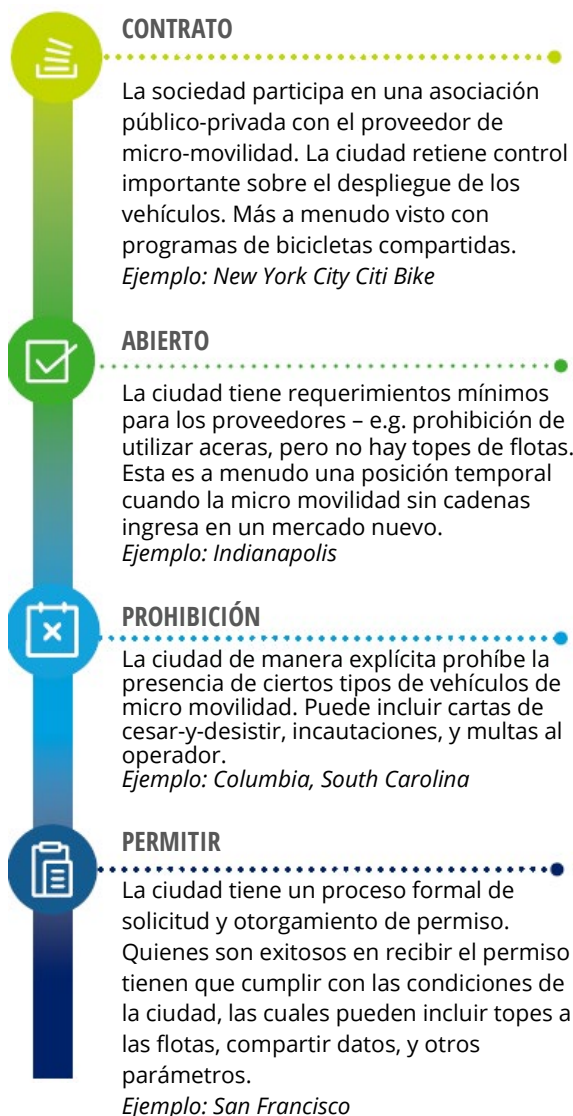 CONTRATO
La sociedad participa en una asociación
público-privada con el proveedor de
micro-movilidad. La ciudad retiene control
importante sobre el despliegue de los
vehículos. Más a menudo visto con
programas de bicicletas compartidas.
Ejemplo: New York City Citi Bike
ABIERTO
La ciudad tiene requerimientos mínimos
para los proveedores – e.g. prohibición de
utilizar aceras, pero no hay topes de flotas.
Esta es a menudo una posición temporal
cuando la micro movilidad sin cadenas
ingresa en un mercado nuevo.
Ejemplo: Indianapolis
PROHIBICIÓN
La ciudad de manera explícita prohíbe la
presencia de ciertos tipos de vehículos de
micro movilidad. Puede incluir cartas de
cesar-y-desistir, incautaciones, y multas al
operador.
Ejemplo: Columbia, South Carolina
PERMITIR
La ciudad tiene un proceso formal de
solicitud y otorgamiento de permiso.
Quienes son exitosos en recibir el permiso
tienen que cumplir con las condiciones de
la ciudad, las cuales pueden incluir topes a
las flotas, compartir datos, y otros
parámetros.
Ejemplo: San Francisco